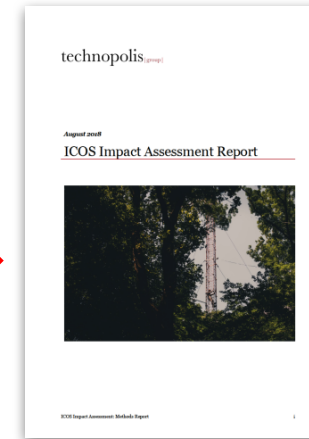 technopolis |group|
August 2018
ICOS Impact Assessment Report
ICOS Impact Assessment: Methods Report 1